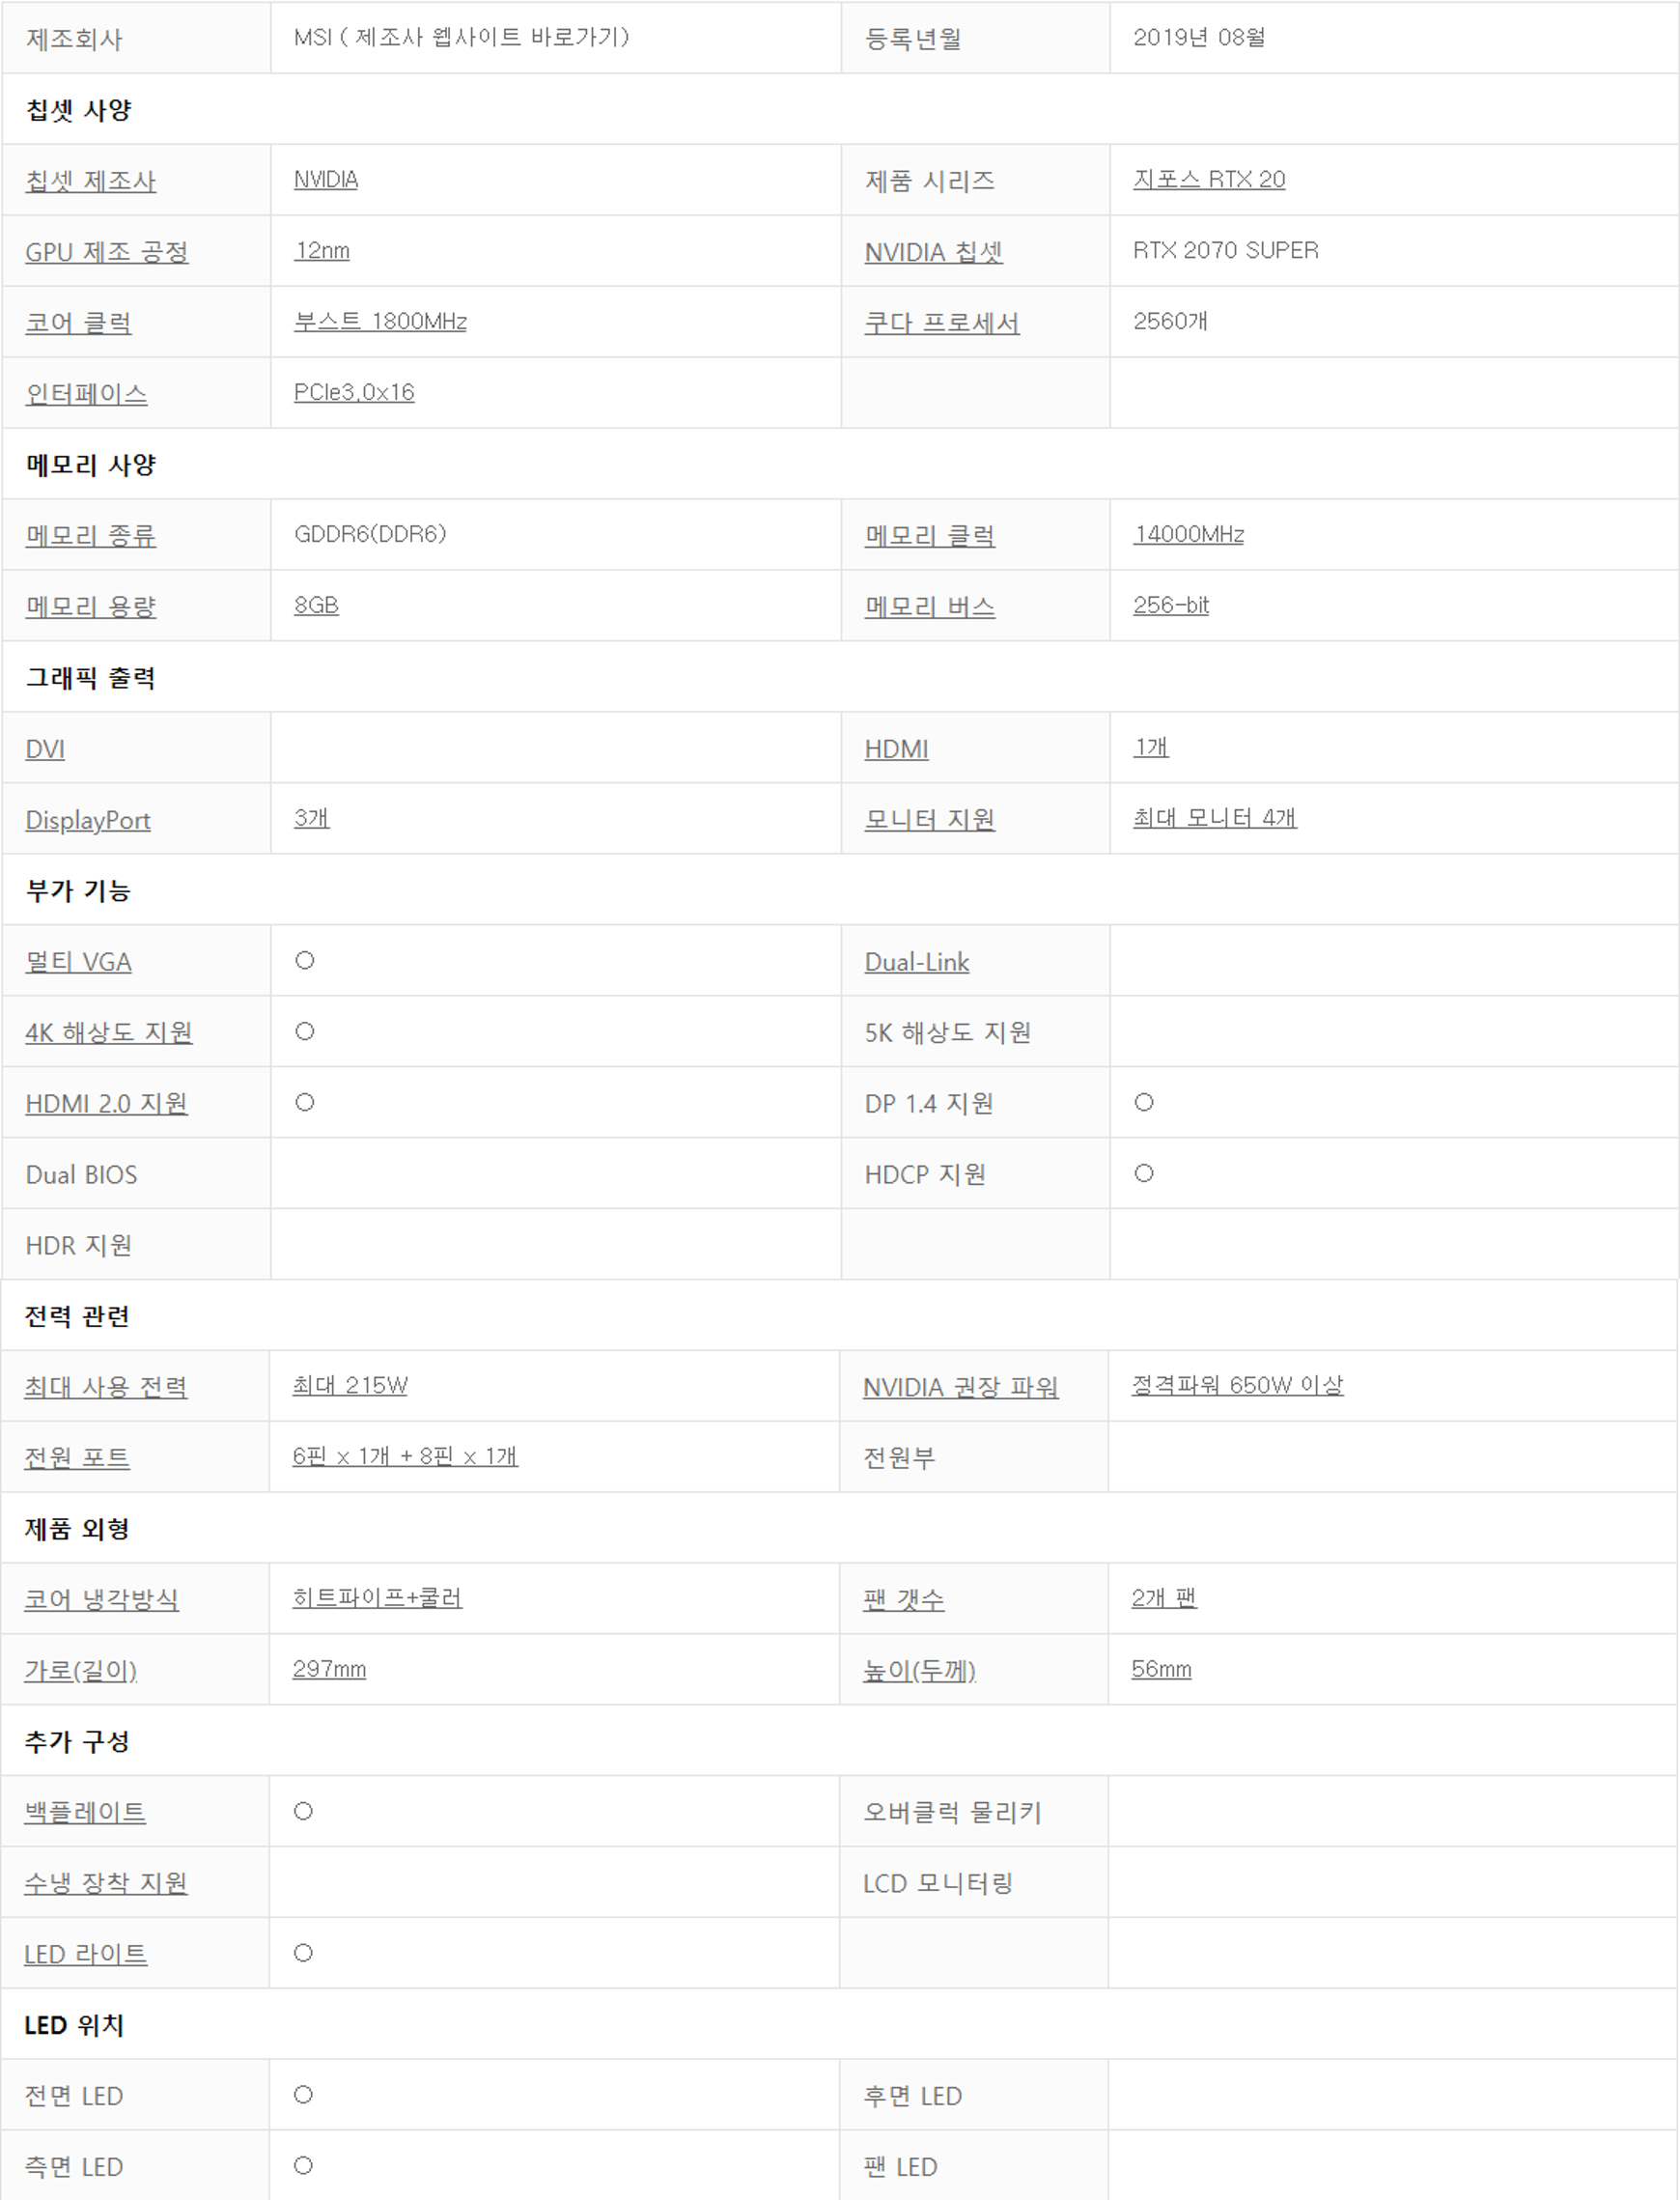 제조회사 MSI ( 제조사 웹사이트 바로가기) 등록년월 2019년 08월
칩셋 사양
칩셋 제조사 NVIDIA 제품 시리즈 지포스 RTX 20
GPU 제조 공정 12nm NVIDIA 칩셋 RTX 2070 SUPER
코어 클럭 부스트 1800MHz 쿠다 프로세서 2560개
인터페이스 PCIe3.0x16
메모리 사양
메모리 종류 GDDR6(DDR6) 메모리 클럭 14000MHz
메모리 용량 8GB 메모리 버스 256-bit
그래픽 출력
DVI HDMI 1개
DisplayPort 3개 모니터 지원 최대 모니터 4개
부가 기능
멀티 VGA ○ Dual-Link
4K 해상도 지원 ○ 5K 해상도 지원
HDMI 2.0 지원 ○ DP 1.4 지원 ○
Dual BIOS HDCP 지원 ○
HDR 지원
전력 관련
최대 사용 전력 최대 215W NVIDIA 권장 파워 정격파워 650W 이상
전원 포트 6핀 x 1개 + 8핀 x 1개 전원부
제품 외형
코어 냉각방식 히트파이프+쿨러 팬 갯수 2개 팬
가로(길이) 297mm 높이(두께) 56mm
추가 구성
백플레이트 ○ 오버클럭 물리키
수냉 장착 지원 LCD 모니터링
LED 라이트 ○
LED 위치
전면 LED ○ 후면 LED
측면 LED ○ 팬 LED